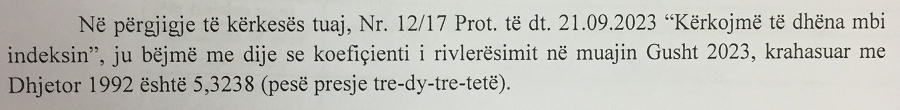 Në përgjigje të kërkesës tuaj, Nr. 12/17 Prot. të dt. 21.09.2023 “Kërkojmë të dhëna mbi
indeksin”, ju bëjmë me dije se koefiçienti i rivlerësimit në muajin Gusht 2023, krahasuar me
Dhjetor 1992 është 5,3238 (pesë presje tre-dy-tre-tetë).